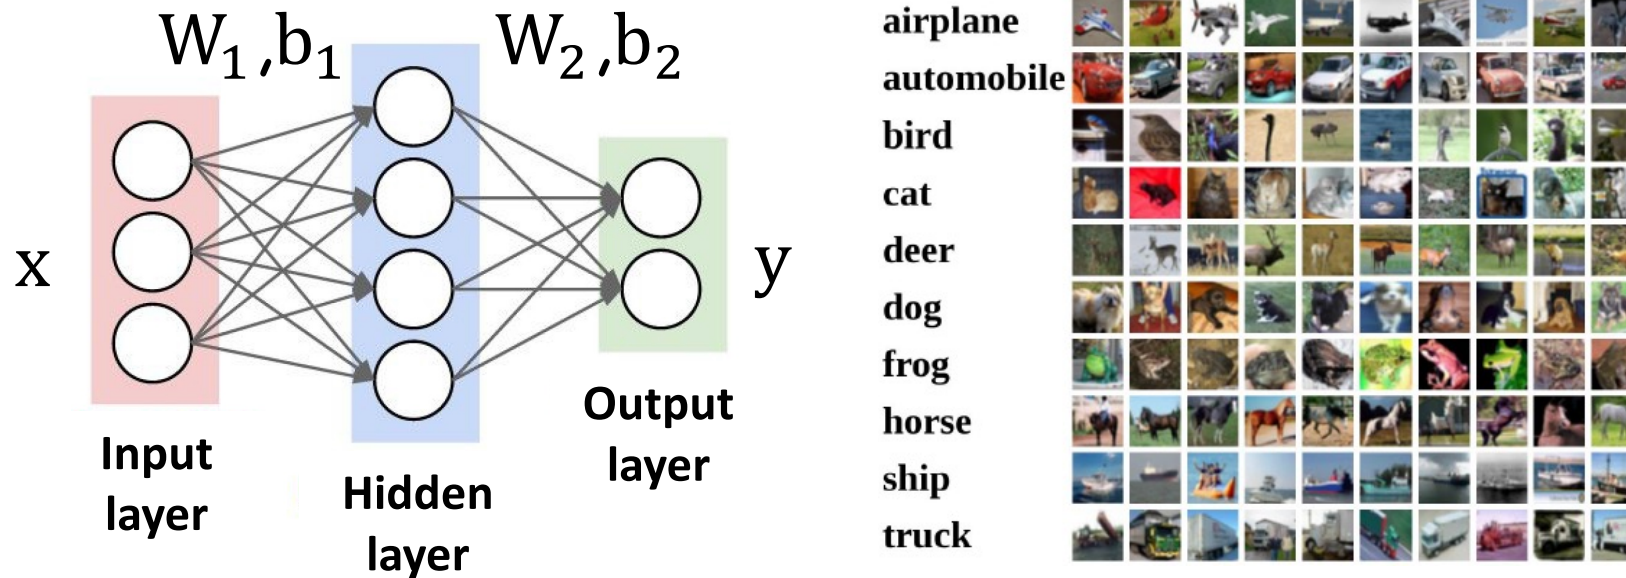 W₁,b₁
W₂,b₂
x
y
Input
layer
Hidden
layer
Output
layer
airplane
automobile
bird
cat
deer
dog
frog
horse
ship
truck